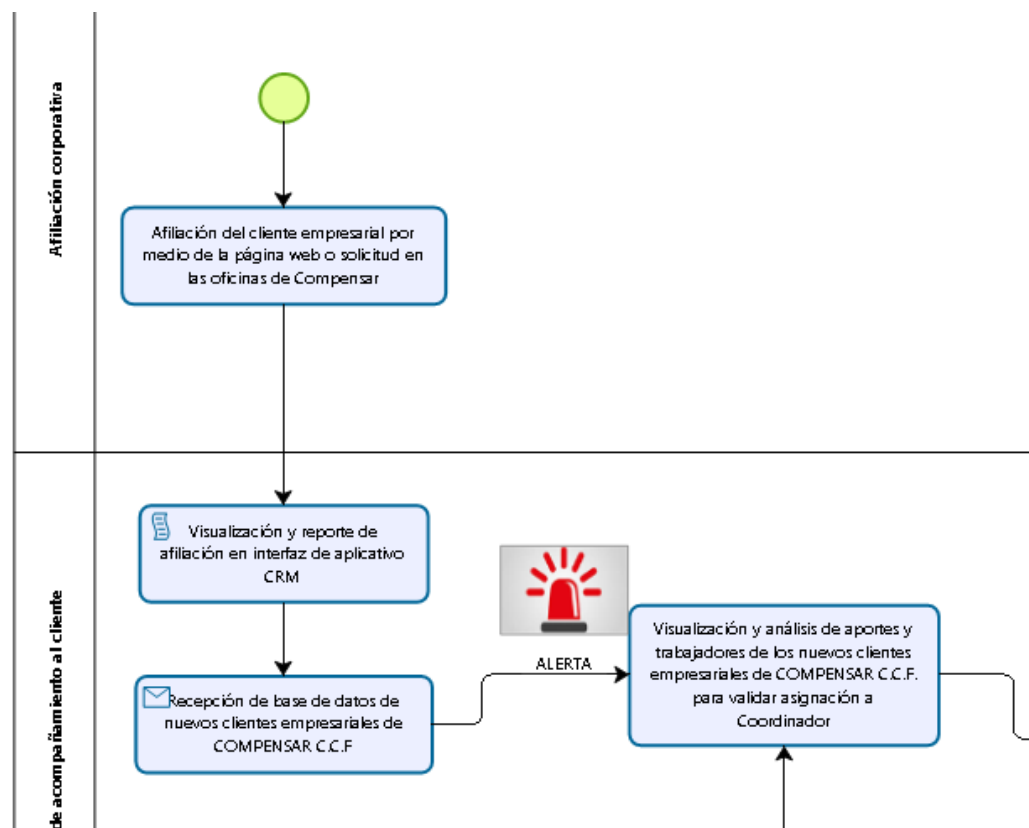 Afiliación corporativa
Afiliación del cliente empresarial por
medio de la página web o solicitud en
las oficinas de Compensar
de acompañamiento al cliente
Visualización y reporte de
afiliación en interfaz de aplicativo
CRM
Recepción de base de datos de
nuevos clientes empresariales de
COMPENSAR C.C.F
ALERTA
Visualización y análisis de aportes y
trabajadores de los nuevos clientes
empresariales de COMPENSAR C.C.F.
para validar asignación a
Coordinador